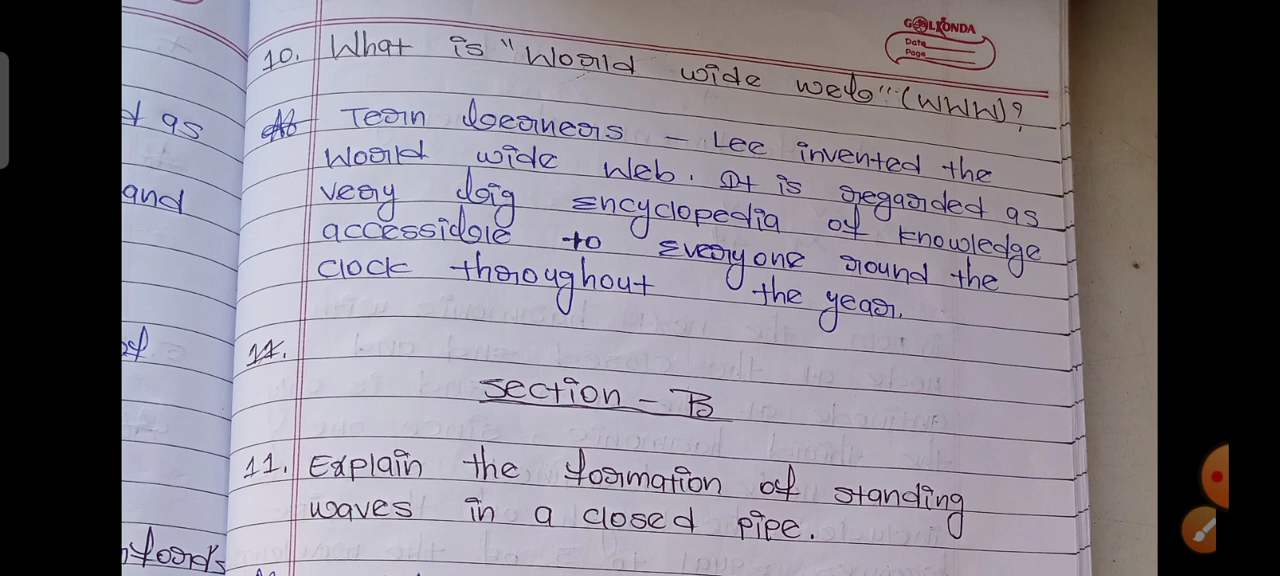 GOLKONDA
Date
Page
10. What is "World wide web" (WWW)?
Tern berners - Lee invented the
World wide Web. It is regarded as
very big Encyclopedia of knowledge
accessible to Everyone round the
clock throughout the year.
11.
Section - B
11. Explain the formation of standing
waves in a closed pipe.
d as
and
of
fords